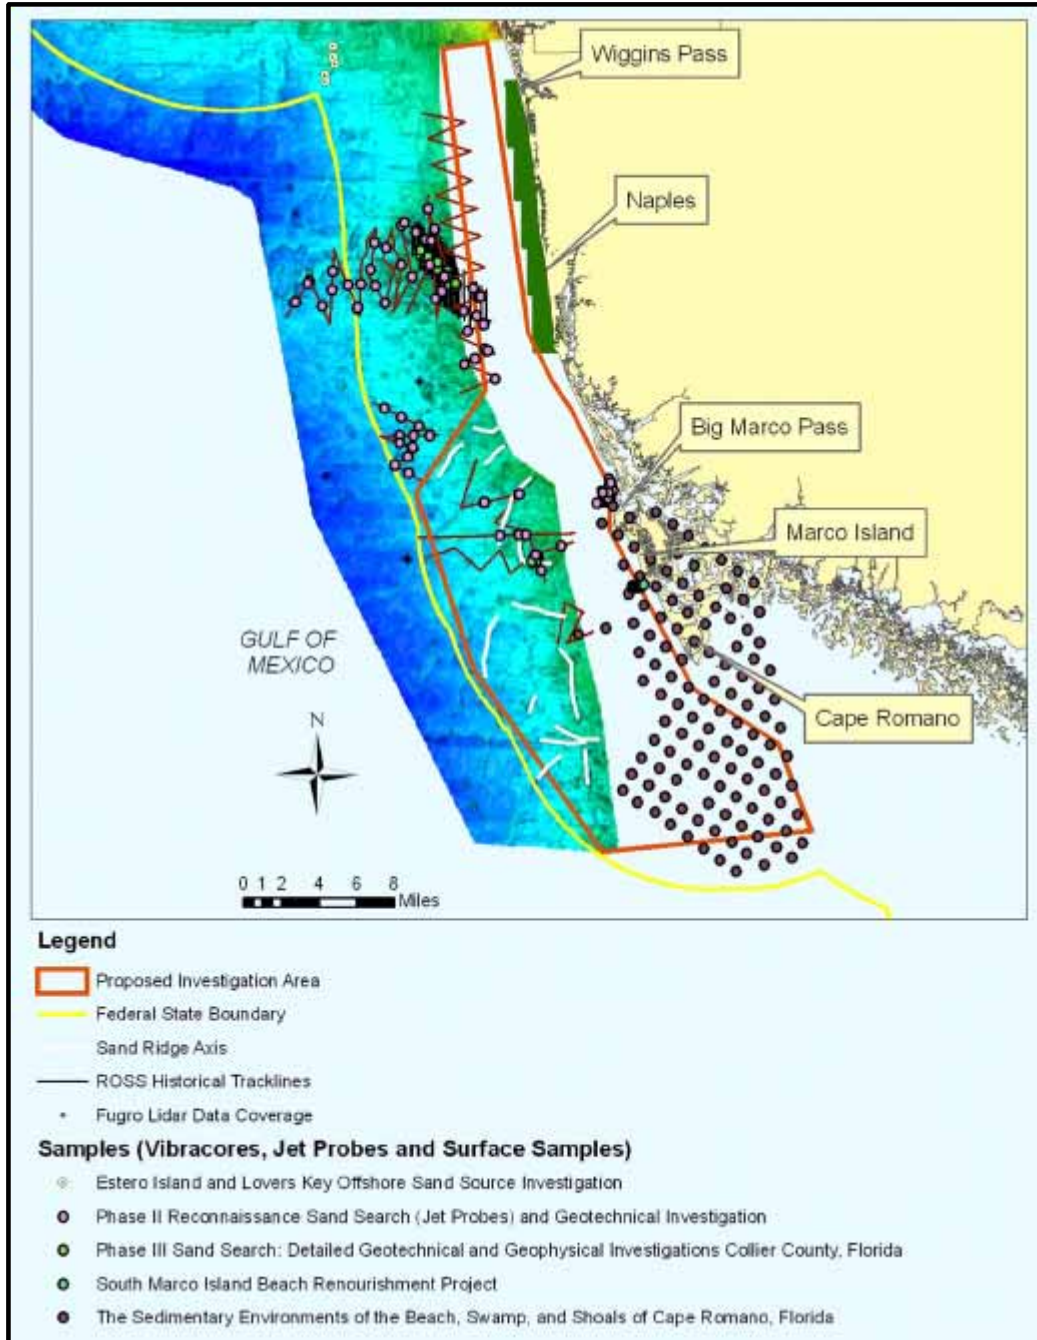 Wiggins Pass
Naples
Big Marco Pass
Marco Island
GULF OF
MEXICO
Cape Romano
N
0 1 2 4 6 8
Miles
Legend
Proposed Investigation Area
Federal State Boundary
Sand Ridge Axis
ROSS Historical Tracklines
Fugro Lidar Data Coverage
Samples (Vibracores, Jet Probes and Surface Samples)
Estero Island and Lovers Key Offshore Sand Source Investigation
Phase II Reconnaissance Sand Search (Jet Probes) and Geotechnical Investigation
Phase III Sand Search: Detailed Geotechnical and Geophysical Investigations Collier County, Florida
South Marco Island Beach Renourishment Project
The Sedimentary Environments of the Beach, Swamp, and Shoals of Cape Romano, Florida